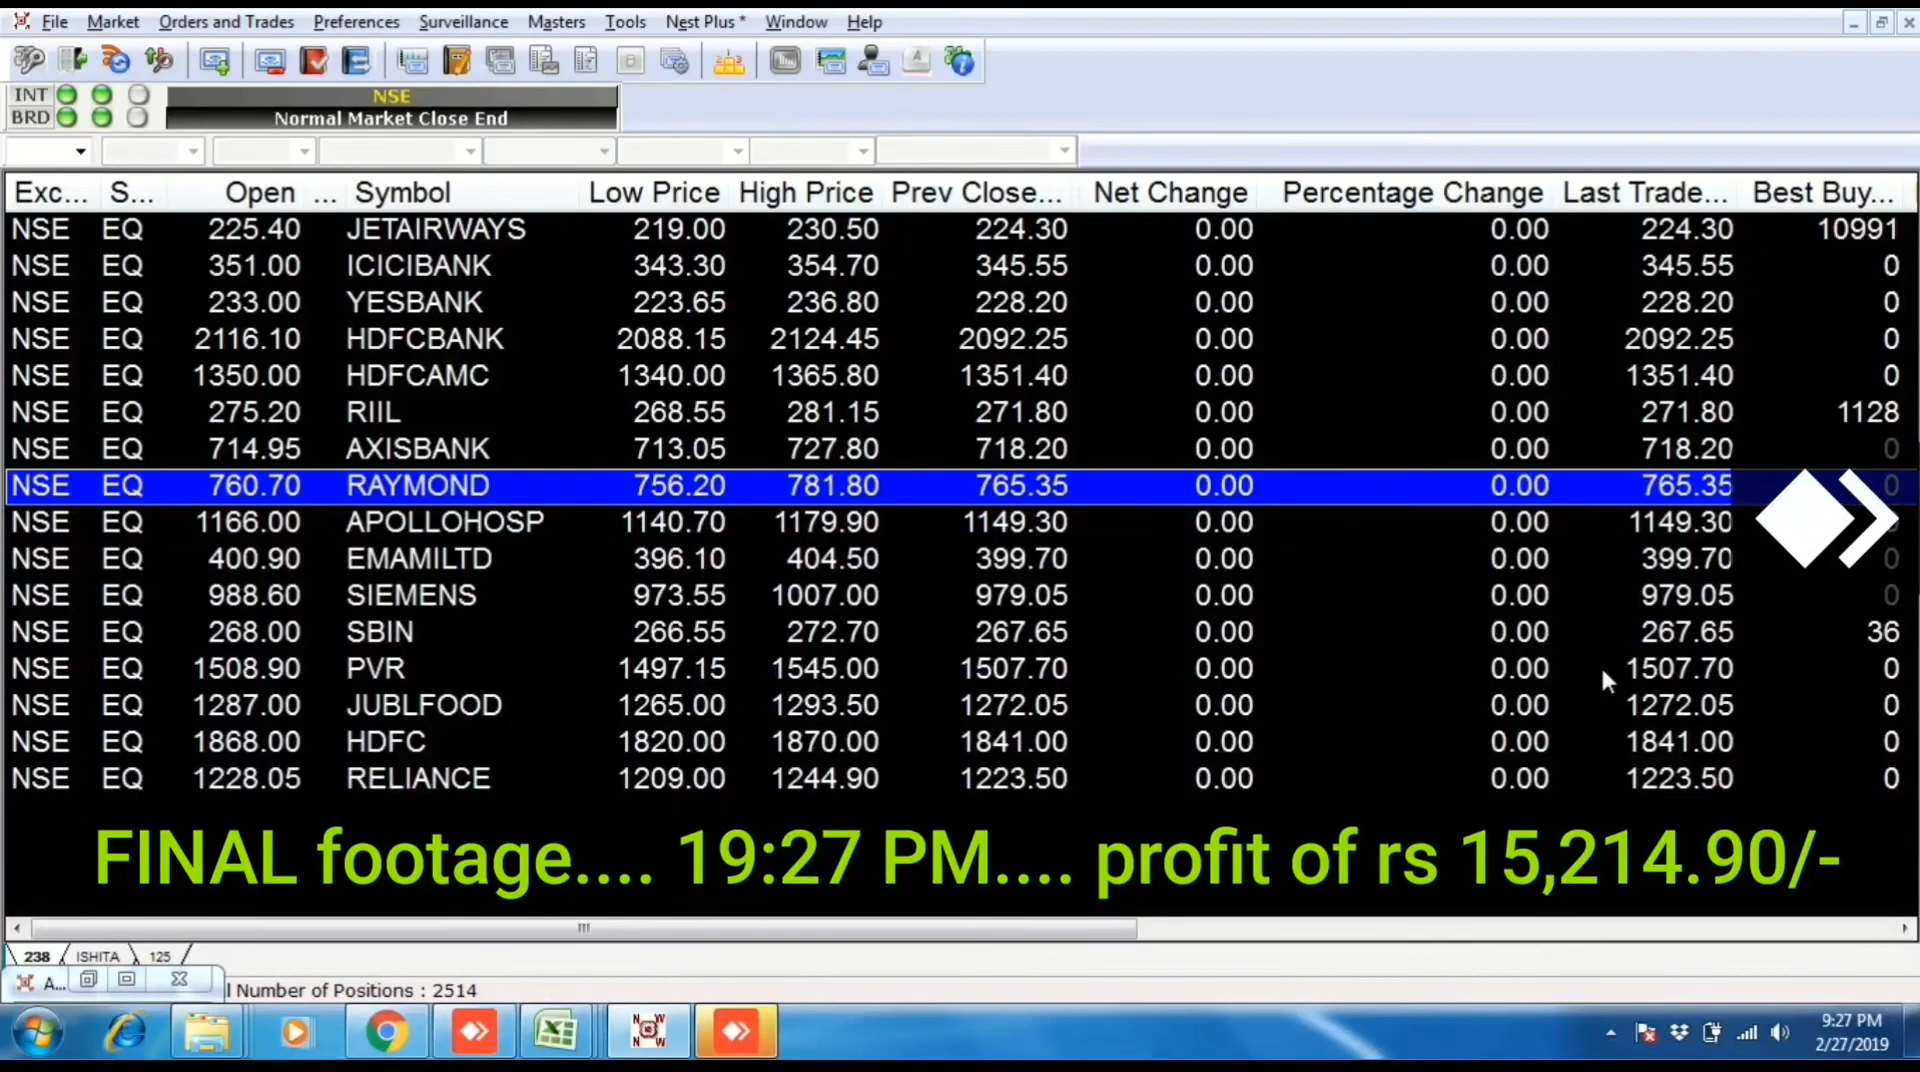 File Market Orders and Trades Preferences Surveillance Masters Tools Nest Plus * Window Help
INT
BRD
NSE
Normal Market Close End
Exc... S... Open ... Symbol Low Price High Price Prev Close... Net Change Percentage Change Last Trade... Best Buy...
NSE EQ 225.40 JETAIRWAYS 219.00 230.50 224.30 0.00 0.00 224.30 10991
NSE EQ 351.00 ICICIBANK 343.30 354.70 345.55 0.00 0.00 345.55 0
NSE EQ 233.00 YESBANK 223.65 236.80 228.20 0.00 0.00 228.20 0
NSE EQ 2116.10 HDFCBANK 2088.15 2124.45 2092.25 0.00 0.00 2092.25 0
NSE EQ 1350.00 HDFCAMC 1340.00 1365.80 1351.40 0.00 0.00 1351.40 0
NSE EQ 275.20 RIIL 268.55 281.15 271.80 0.00 0.00 271.80 1128
NSE EQ 714.95 AXISBANK 713.05 727.80 718.20 0.00 0.00 718.20 0
NSE EQ 760.70 RAYMOND 756.20 781.80 765.35 0.00 0.00 765.35 0
NSE EQ 1166.00 APOLLOHOSP 1140.70 1179.90 1149.30 0.00 0.00 1149.30
NSE EQ 400.90 EMAMILTD 396.10 404.50 399.70 0.00 0.00 399.70 0
NSE EQ 988.60 SIEMENS 973.55 1007.00 979.05 0.00 0.00 979.05 0
NSE EQ 268.00 SBIN 266.55 272.70 267.65 0.00 0.00 267.65 36
NSE EQ 1508.90 PVR 1497.15 1545.00 1507.70 0.00 0.00 1507.70 0
NSE EQ 1287.00 JUBLFOOD 1265.00 1293.50 1272.05 0.00 0.00 1272.05 0
NSE EQ 1868.00 HDFC 1820.00 1870.00 1841.00 0.00 0.00 1841.00 0
NSE EQ 1228.05 RELIANCE 1209.00 1244.90 1223.50 0.00 0.00 1223.50 0
FINAL footage.... 19:27 PM.... profit of rs 15,214.90/-
238 ISHITA 125
A...
l Number of Positions : 2514
9:27 PM
2/27/2019